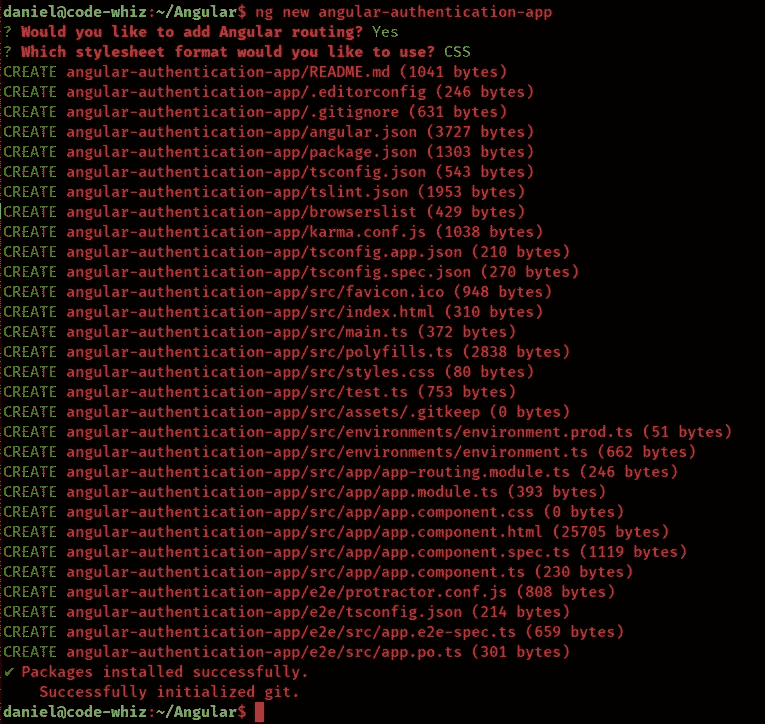 daniel@code-whiz:~/Angular$ ng new angular-authentication-app
? Would you like to add Angular routing? Yes
? Which stylesheet format would you like to use? CSS
CREATE angular-authentication-app/README.md (1041 bytes)
CREATE angular-authentication-app/.editorconfig (246 bytes)
CREATE angular-authentication-app/.gitignore (631 bytes)
CREATE angular-authentication-app/angular.json (3727 bytes)
CREATE angular-authentication-app/package.json (1303 bytes)
CREATE angular-authentication-app/tsconfig.json (543 bytes)
CREATE angular-authentication-app/tslint.json (1953 bytes)
CREATE angular-authentication-app/browserslist (429 bytes)
CREATE angular-authentication-app/karma.conf.js (1038 bytes)
CREATE angular-authentication-app/tsconfig.app.json (210 bytes)
CREATE angular-authentication-app/tsconfig.spec.json (270 bytes)
CREATE angular-authentication-app/src/favicon.ico (948 bytes)
CREATE angular-authentication-app/src/index.html (310 bytes)
CREATE angular-authentication-app/src/main.ts (372 bytes)
CREATE angular-authentication-app/src/polyfills.ts (2838 bytes)
CREATE angular-authentication-app/src/styles.css (80 bytes)
CREATE angular-authentication-app/src/test.ts (753 bytes)
CREATE angular-authentication-app/src/assets/.gitkeep (0 bytes)
CREATE angular-authentication-app/src/environments/environment.prod.ts (51 bytes)
CREATE angular-authentication-app/src/environments/environment.ts (662 bytes)
CREATE angular-authentication-app/src/app/app-routing.module.ts (246 bytes)
CREATE angular-authentication-app/src/app/app.module.ts (393 bytes)
CREATE angular-authentication-app/src/app/app.component.css (0 bytes)
CREATE angular-authentication-app/src/app/app.component.html (25705 bytes)
CREATE angular-authentication-app/src/app/app.component.spec.ts (1119 bytes)
CREATE angular-authentication-app/src/app/app.component.ts (230 bytes)
CREATE angular-authentication-app/e2e/protractor.conf.js (808 bytes)
CREATE angular-authentication-app/e2e/tsconfig.json (214 bytes)
CREATE angular-authentication-app/e2e/src/app.e2e-spec.ts (659 bytes)
CREATE angular-authentication-app/e2e/src/app.po.ts (301 bytes)
✔ Packages installed successfully.
Successfully initialized git.
daniel@code-whiz:~/Angular$